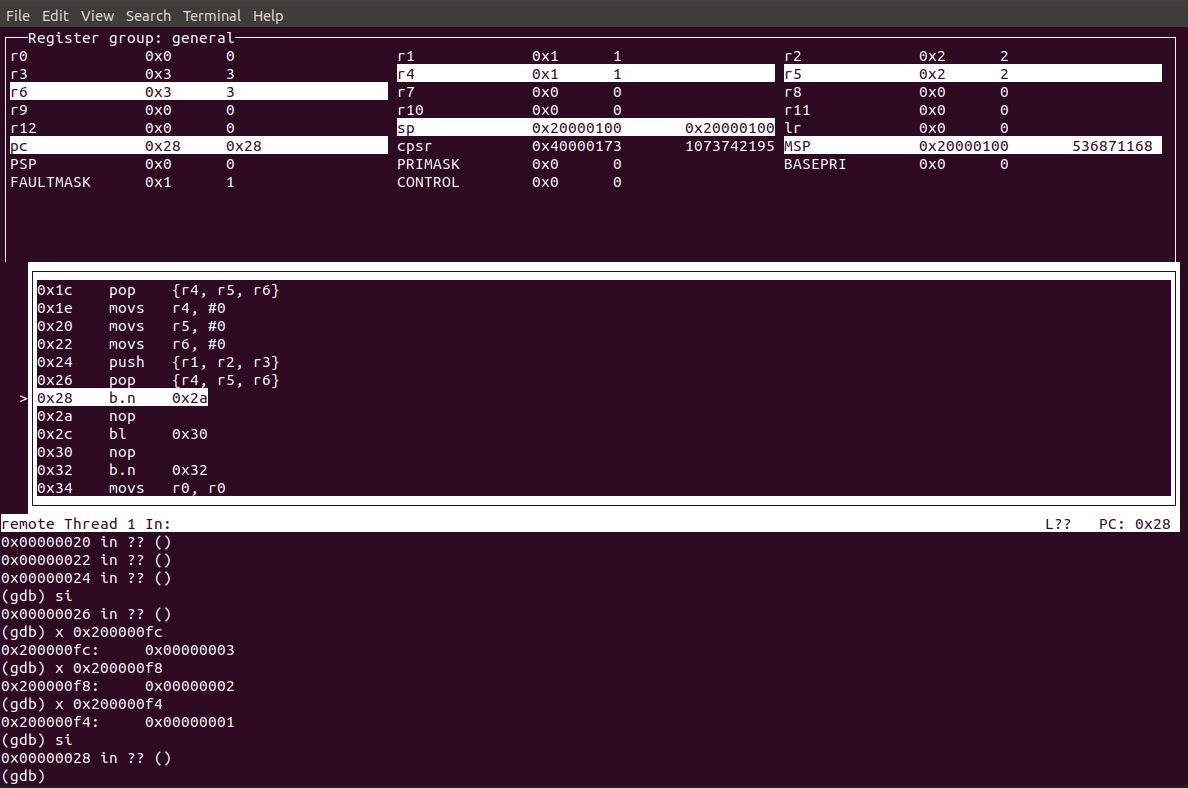 File Edit View Search Terminal Help
Register group: general
r0 0x0 0 r1 0x1 1 r2 0x2 2
r3 0x3 3 r4 0x1 1 r5 0x2 2
r6 0x3 3 r7 0x0 0 r8 0x0 0
r9 0x0 0 r10 0x0 0 r11 0x0 0
r12 0x0 0 sp 0x20000100 0x20000100 lr 0x0 0
pc 0x28 0x28 cpsr 0x40000173 1073742195 MSP 0x20000100 536871168
PSP 0x0 0 PRIMASK 0x0 0 BASEPRI 0x0 0
FAULTMASK 0x1 1 CONTROL 0x0 0
0x1c pop {r4, r5, r6}
0x1e movs r4, #0
0x20 movs r5, #0
0x22 movs r6, #0
0x24 push {r1, r2, r3}
0x26 pop {r4, r5, r6}
>0x28 b.n 0x2a
0x2a nop
0x2c bl 0x30
0x30 nop
0x32 b.n 0x32
0x34 movs r0, r0
remote Thread 1 In: L?? PC: 0x28
0x00000020 in ?? ()
0x00000022 in ?? ()
0x00000024 in ?? ()
(gdb) si
0x00000026 in ?? ()
(gdb) x 0x200000fc
0x200000fc: 0x00000003
(gdb) x 0x200000f8
0x200000f8: 0x00000002
(gdb) x 0x200000f4
0x200000f4: 0x00000001
(gdb) si
0x00000028 in ?? ()
(gdb)